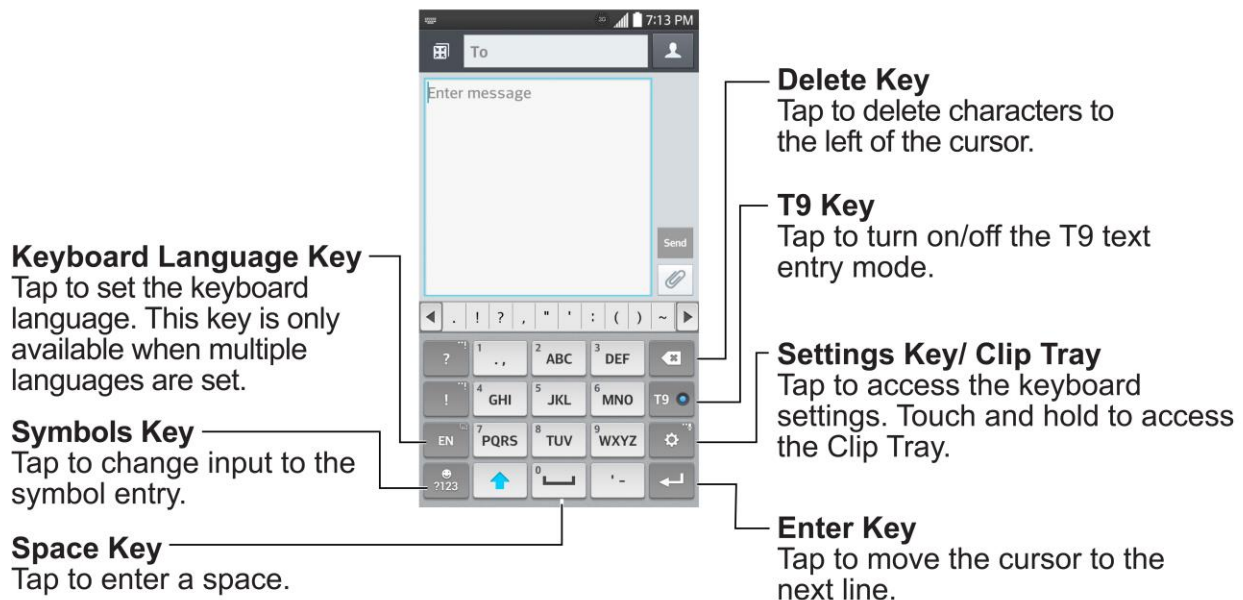 3G 7:13 PM
To
Enter message
Send
. ! ? , " ' : ( ) ~
? 1 ., 2 ABC 3 DEF
! 4 GHI 5 JKL 6 MNO T9
EN 7 PQRS 8 TUV 9 WXYZ
?123 0 ' -
Keyboard Language Key
Tap to set the keyboard
language. This key is only
available when multiple
languages are set.
Symbols Key
Tap to change input to the
symbol entry.
Space Key
Tap to enter a space.
Delete Key
Tap to delete characters to
the left of the cursor.
T9 Key
Tap to turn on/off the T9 text
entry mode.
Settings Key/ Clip Tray
Tap to access the keyboard
settings. Touch and hold to access
the Clip Tray.
Enter Key
Tap to move the cursor to the
next line.